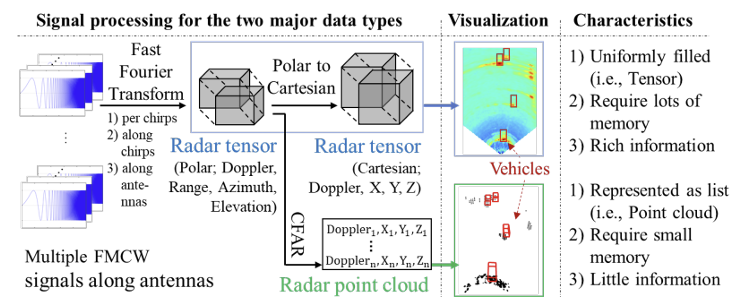 Signal processing for the two major data types
Visualization
Characteristics
Fast
Fourier
Transform
1) per chirps
2) along
chirps
3) along
ante-
nnas
Multiple FMCW
signals along antennas
Polar to
Cartesian
Radar tensor
(Polar; Doppler,
Range, Azimuth,
Elevation)
Radar tensor
(Cartesian;
Doppler, X, Y, Z)
CFAR
Doppler₁,X₁,Y₁,Z₁
⋮
Dopplerₙ,Xₙ,Yₙ,Zₙ
Radar point cloud
Vehicles
1) Uniformly filled
(i.e., Tensor)
2) Require lots of
memory
3) Rich information
1) Represented as list
(i.e., Point cloud)
2) Require small
memory
3) Little information